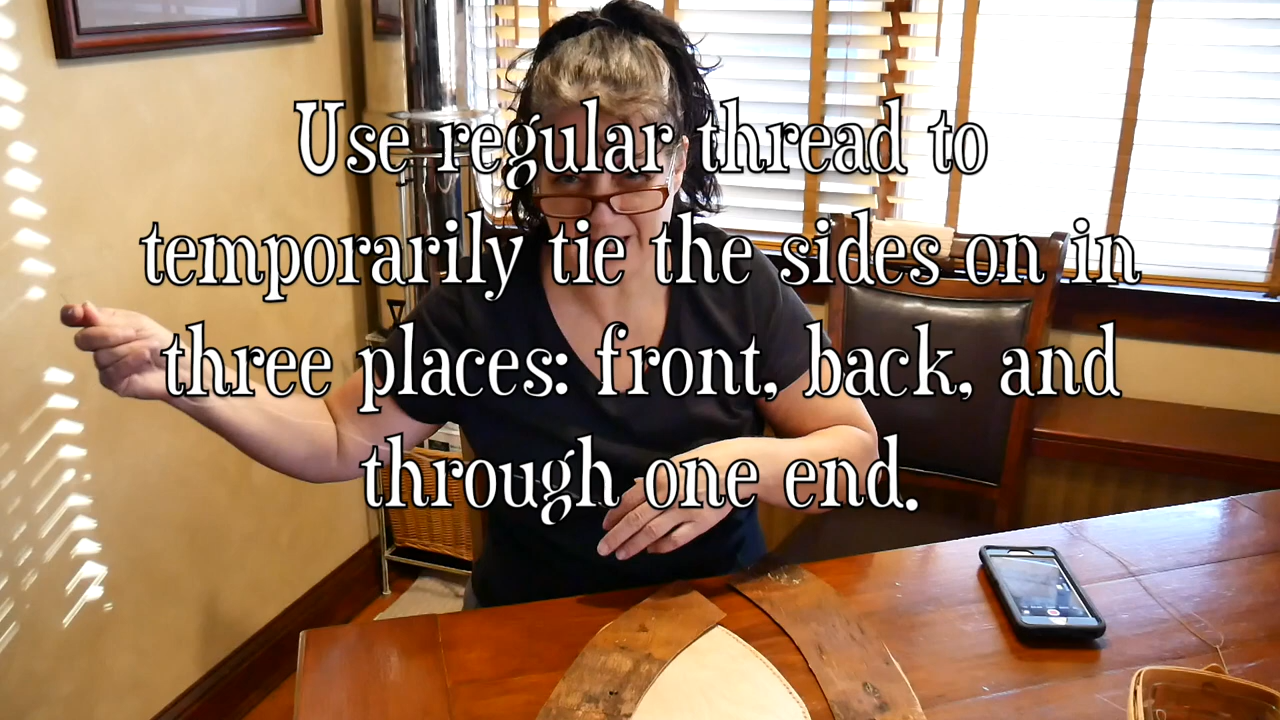 Use regular thread to
temporarily tie the sides on in
three places: front, back, and
through one end.